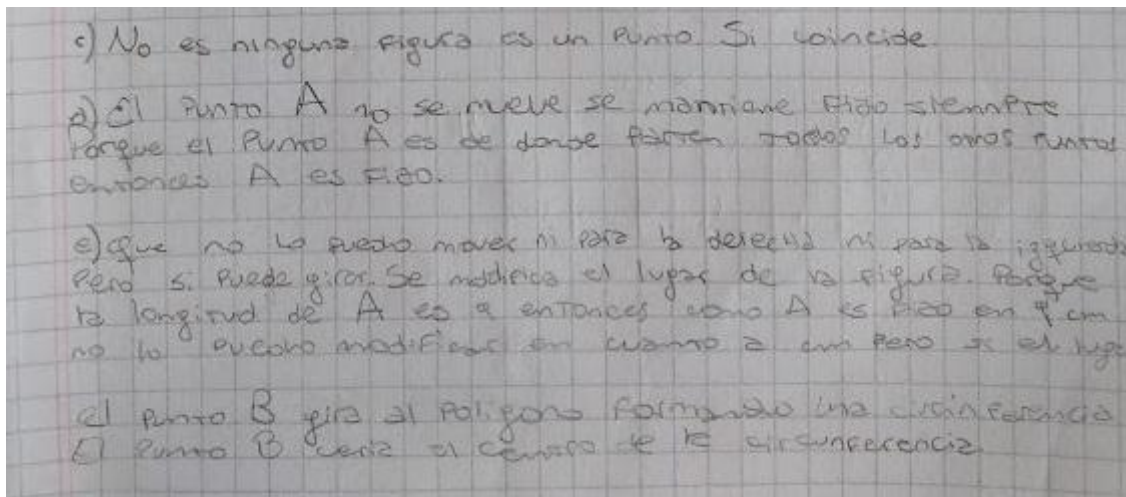 c) No es ninguna figura es un punto Si coincide
d) El punto A no se mueve se mantiene fijo siempre
Porque el Punto A es de donde parten todos los otros puntos
entonces A es fijo.
e) Que no lo puedo mover ni para la derecha ni para la izquierda
Pero si puede girar. Se modifica el lugar de la figura. Porque
la longitud de A es 9 entonces como A es fijo en 9 cm
no lo puedo modificar en cuanto a cm Pero si el luga
el punto B gira al Poligono formando una circunferencia
El Punto B seria el centro de la circunferencia